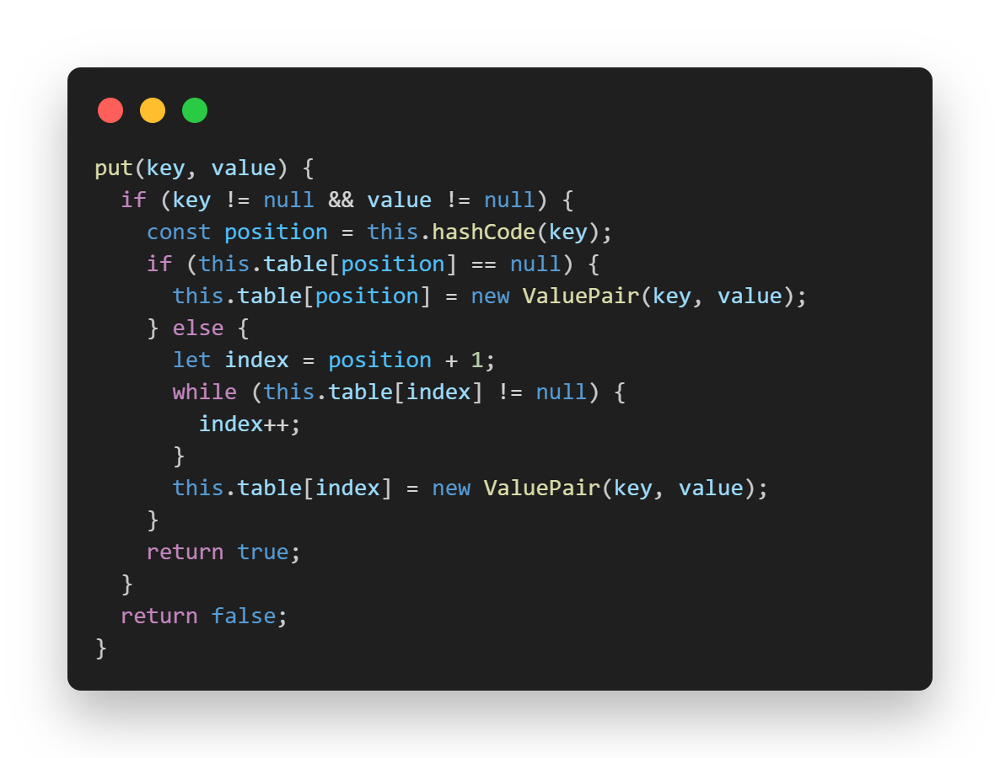 put(key, value) {
  if (key != null && value != null) {
    const position = this.hashCode(key);
    if (this.table[position] == null) {
      this.table[position] = new ValuePair(key, value);
    } else {
      let index = position + 1;
      while (this.table[index] != null) {
        index++;
      }
      this.table[index] = new ValuePair(key, value);
    }
    return true;
  }
  return false;
}